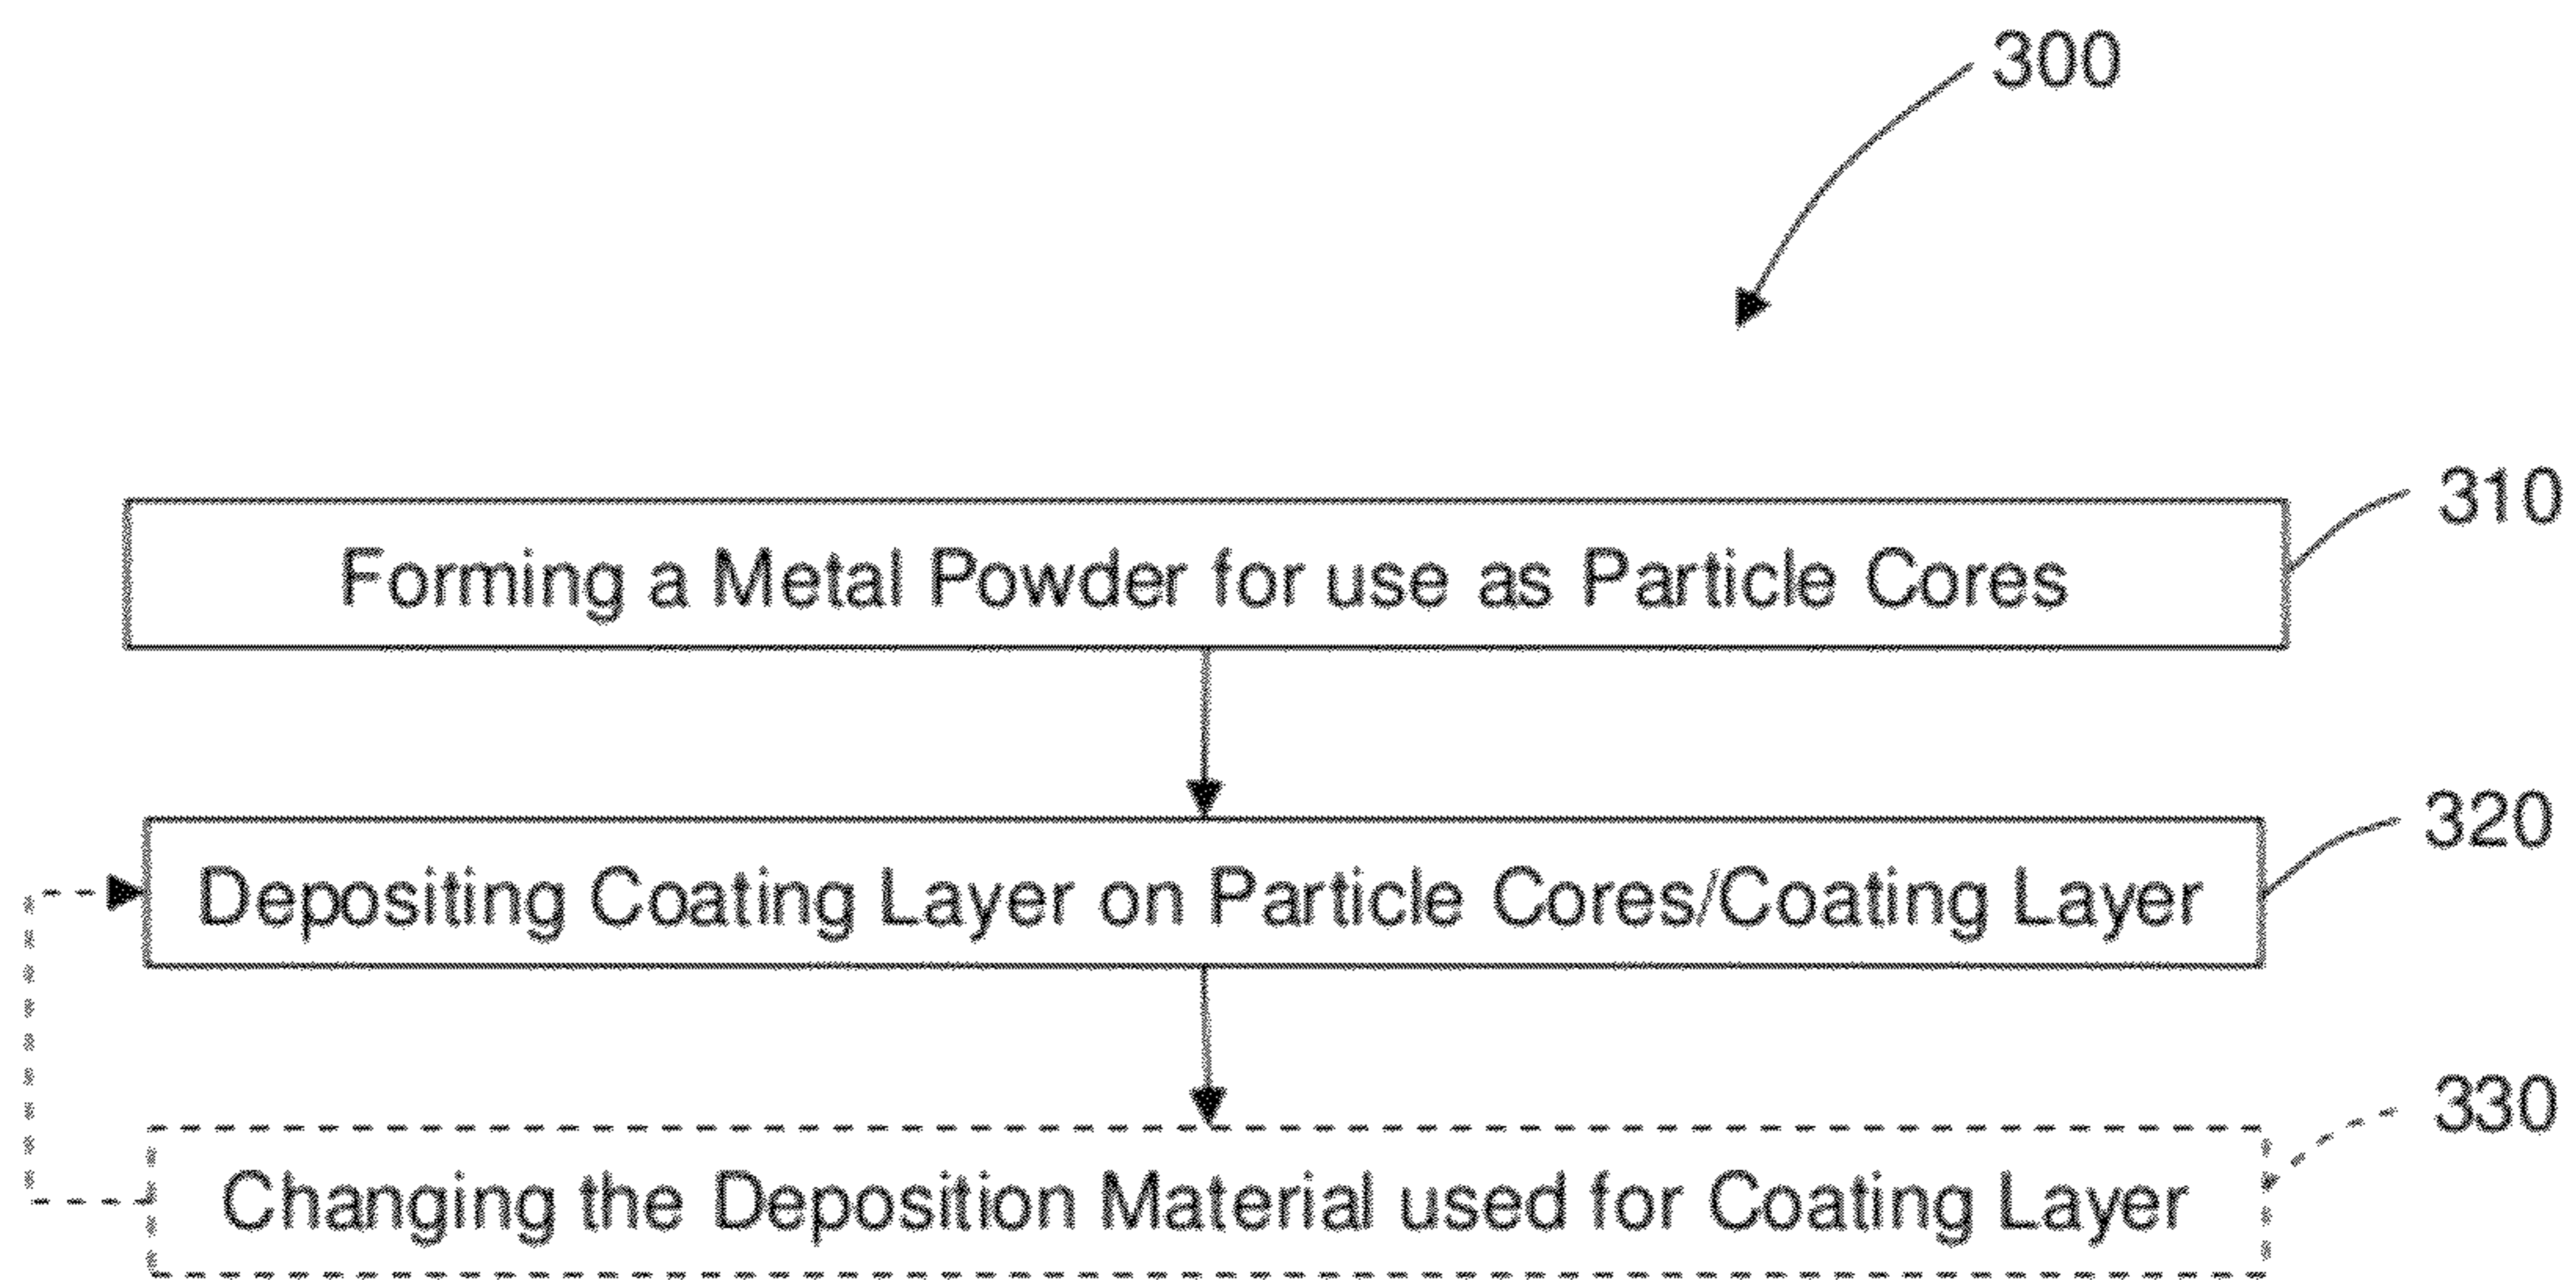 300
310
Forming a Metal Powder for use as Particle Cores
320
Depositing Coating Layer on Particle Cores/Coating Layer
330
Changing the Deposition Material used for Coating Layer